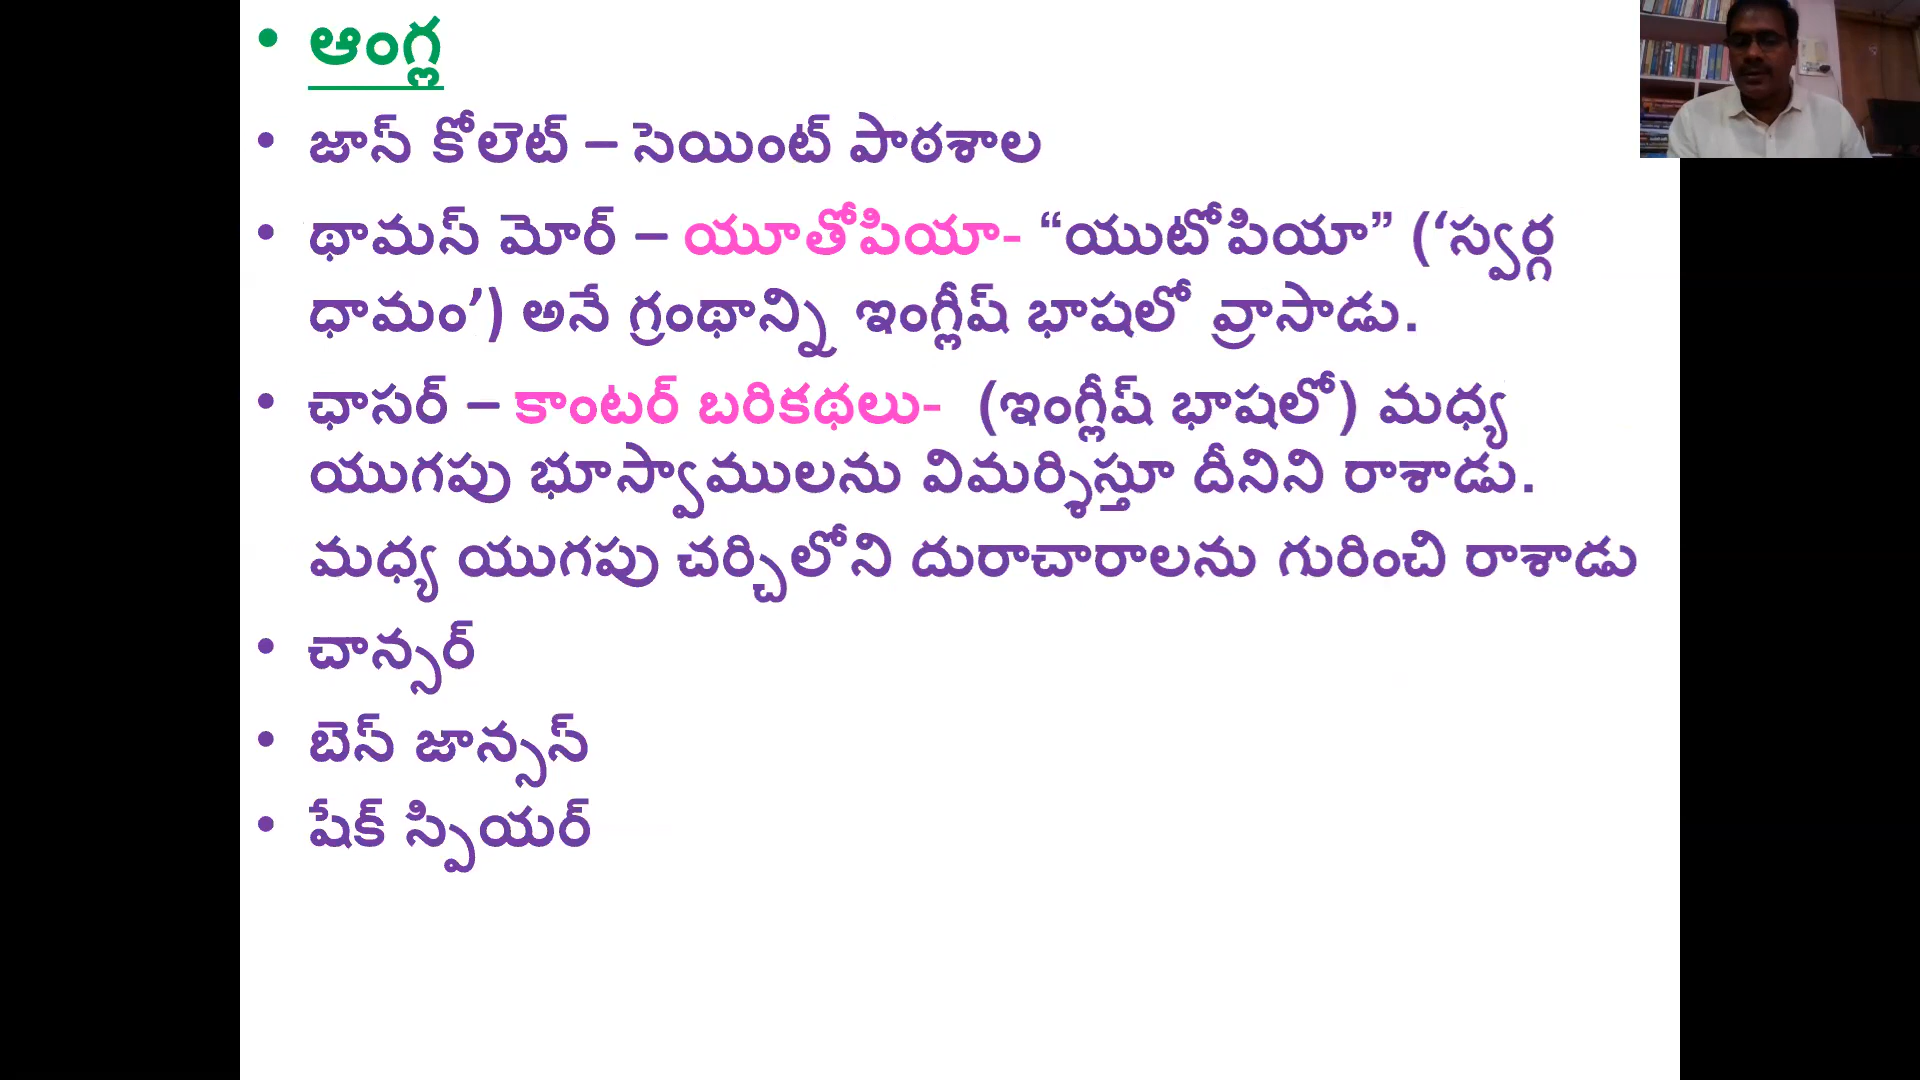 • ఆంగ్ల
• జాన్ కోలెట్ – సెయింట్ పాఠశాల
• థామస్ మోర్ – యూతోపియా- “యుటోపియా” (‘స్వర్గ
ధామం’) అనే గ్రంథాన్ని ఇంగ్లీష్ భాషలో వ్రాసాడు.
• ఛాసర్ – కాంటర్ బరికథలు- (ఇంగ్లీష్ భాషలో) మధ్య
యుగపు భూస్వాములను విమర్శిస్తూ దీనిని రాశాడు.
మధ్య యుగపు చర్చిలోని దురాచారాలను గురించి రాశాడు
• చాన్సర్
• బెన్ జాన్సన్
• షేక్ స్పియర్